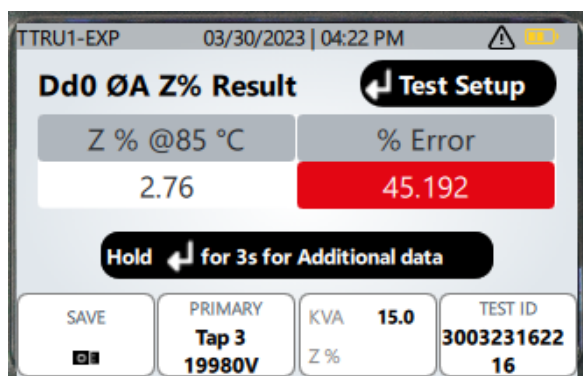 TTRU1-EXP 03/30/2023 | 04:22 PM
Dd0 ØA Z% Result
Test Setup
Z % @85 °C % Error
2.76 45.192
Hold for 3s for Additional data
SAVE
PRIMARY
Tap 3
19980V
KVA 15.0
Z %
TEST ID
3003231622
16